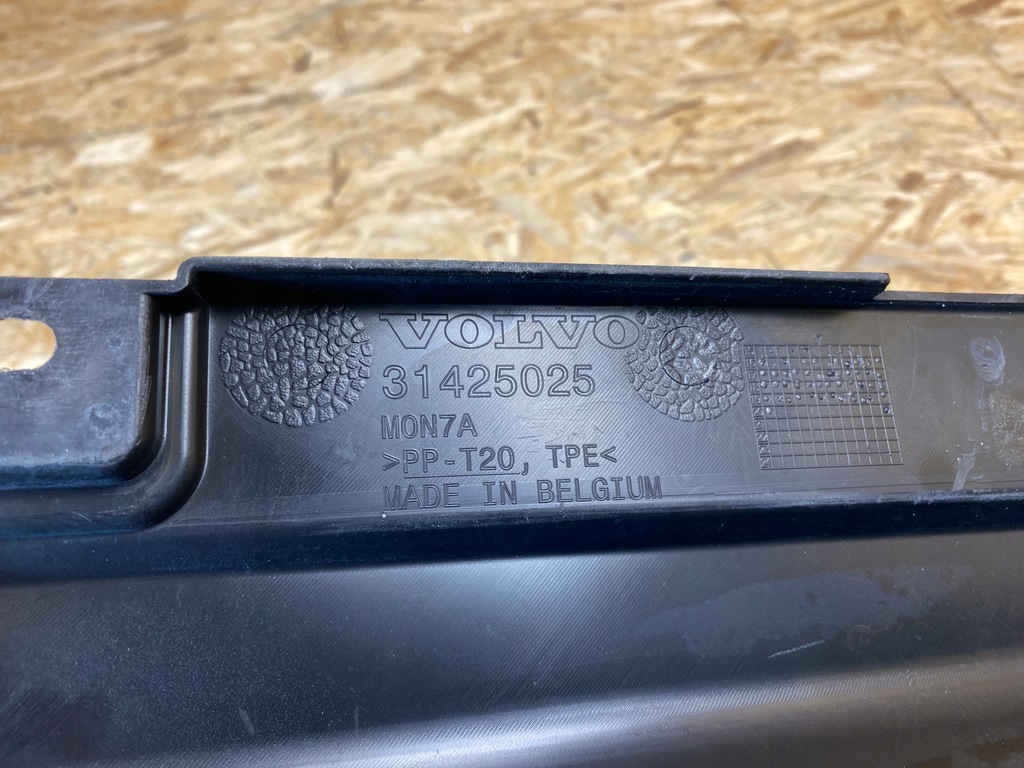 VOLVO
31425025
MON7A
>PP-T20, TPE<
MADE IN BELGIUM